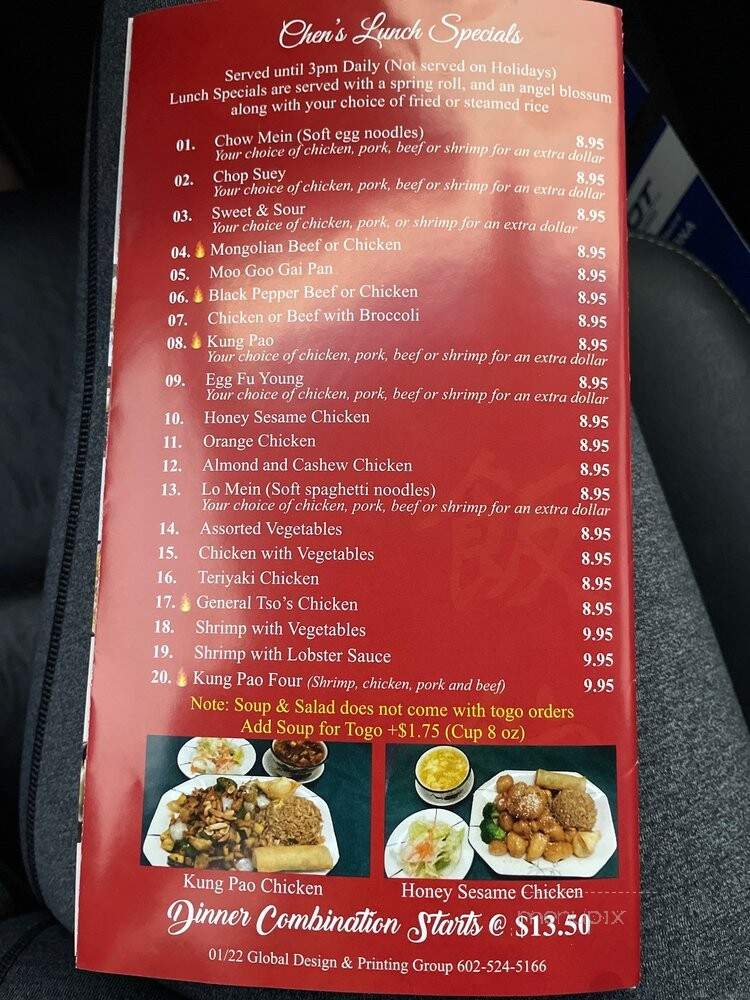 Chen's Lunch Specials
Served until 3pm Daily (Not served on Holidays)
Lunch Specials are served with a spring roll, and an angel blossum
along with your choice of fried or steamed rice
01. Chow Mein (Soft egg noodles) 8.95
Your choice of chicken, pork, beef or shrimp for an extra dollar
02. Chop Suey 8.95
Your choice of chicken, pork, beef or shrimp for an extra dollar
03. Sweet & Sour 8.95
Your choice of chicken, pork, or shrimp for an extra dollar
04. Mongolian Beef or Chicken 8.95
05. Moo Goo Gai Pan 8.95
06. Black Pepper Beef or Chicken 8.95
07. Chicken or Beef with Broccoli 8.95
08. Kung Pao 8.95
Your choice of chicken, pork, beef or shrimp for an extra dollar
09. Egg Fu Young 8.95
Your choice of chicken, pork, beef or shrimp for an extra dollar
10. Honey Sesame Chicken 8.95
11. Orange Chicken 8.95
12. Almond and Cashew Chicken 8.95
13. Lo Mein (Soft spaghetti noodles) 8.95
Your choice of chicken, pork, beef or shrimp for an extra dollar
14. Assorted Vegetables 8.95
15. Chicken with Vegetables 8.95
16. Teriyaki Chicken 8.95
17. General Tso's Chicken 8.95
18. Shrimp with Vegetables 9.95
19. Shrimp with Lobster Sauce 9.95
20. Kung Pao Four (Shrimp, chicken, pork and beef) 9.95
Note: Soup & Salad does not come with togo orders
Add Soup for Togo +$1.75 (Cup 8 oz)
Kung Pao Chicken
Honey Sesame Chicken
Dinner Combination Starts @ $13.50
menupix
01/22 Global Design & Printing Group 602-524-5166
飯